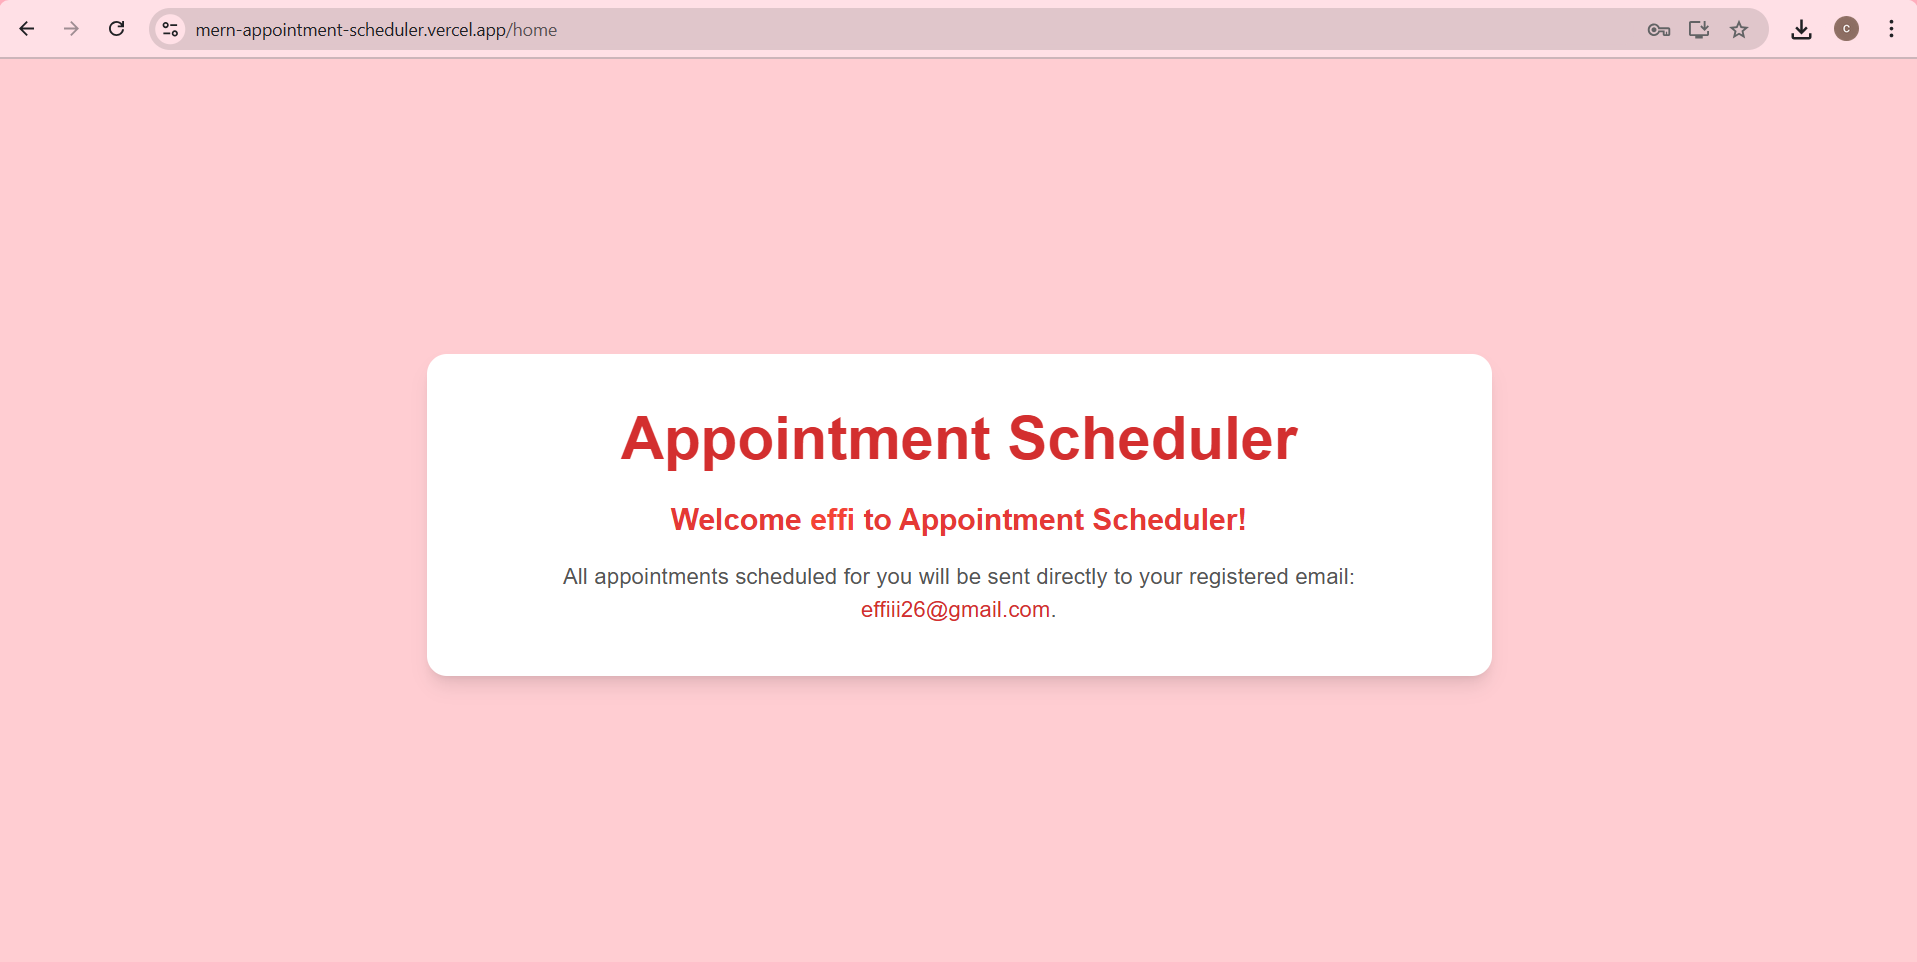 mern-appointment-scheduler.vercel.app/home
c
Appointment Scheduler
Welcome effi to Appointment Scheduler!
All appointments scheduled for you will be sent directly to your registered email:
effiii26@gmail.com.